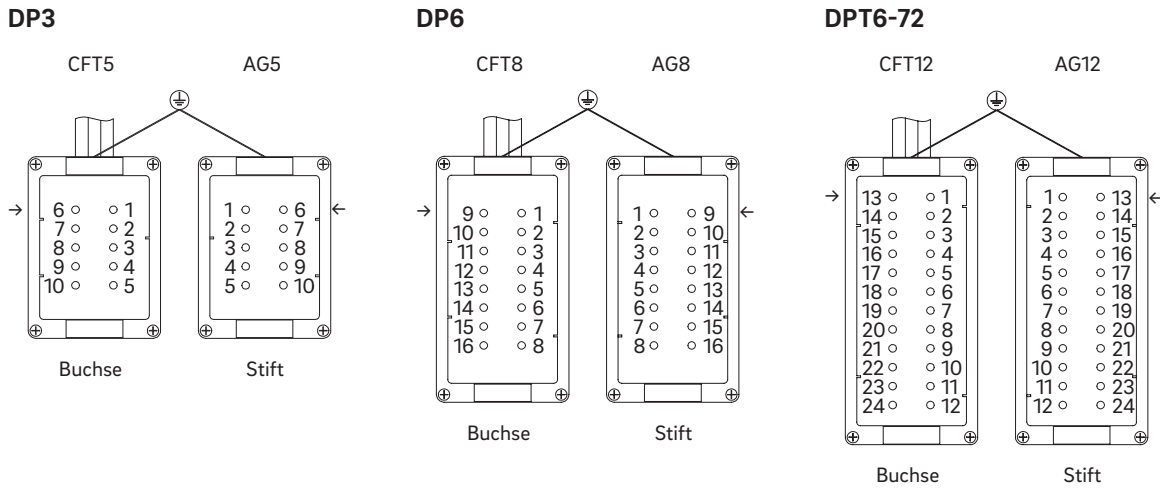 DP3 DP6 DPT6-72
CFT5 AG5 CFT8 AG8 CFT12 AG12
→ 6 1 1 6 ←
7 2 2 7
8 3 3 8
9 4 4 9
10 5 5 10
Buchse Stift
→ 9 1 1 9 ←
10 2 2 10
11 3 3 11
12 4 4 12
13 5 5 13
14 6 6 14
15 7 7 15
16 8 8 16
Buchse Stift
→ 13 1 1 13 ←
14 2 2 14
15 3 3 15
16 4 4 16
17 5 5 17
18 6 6 18
19 7 7 19
20 8 8 20
21 9 9 21
22 10 10 22
23 11 11 23
24 12 12 24
Buchse Stift